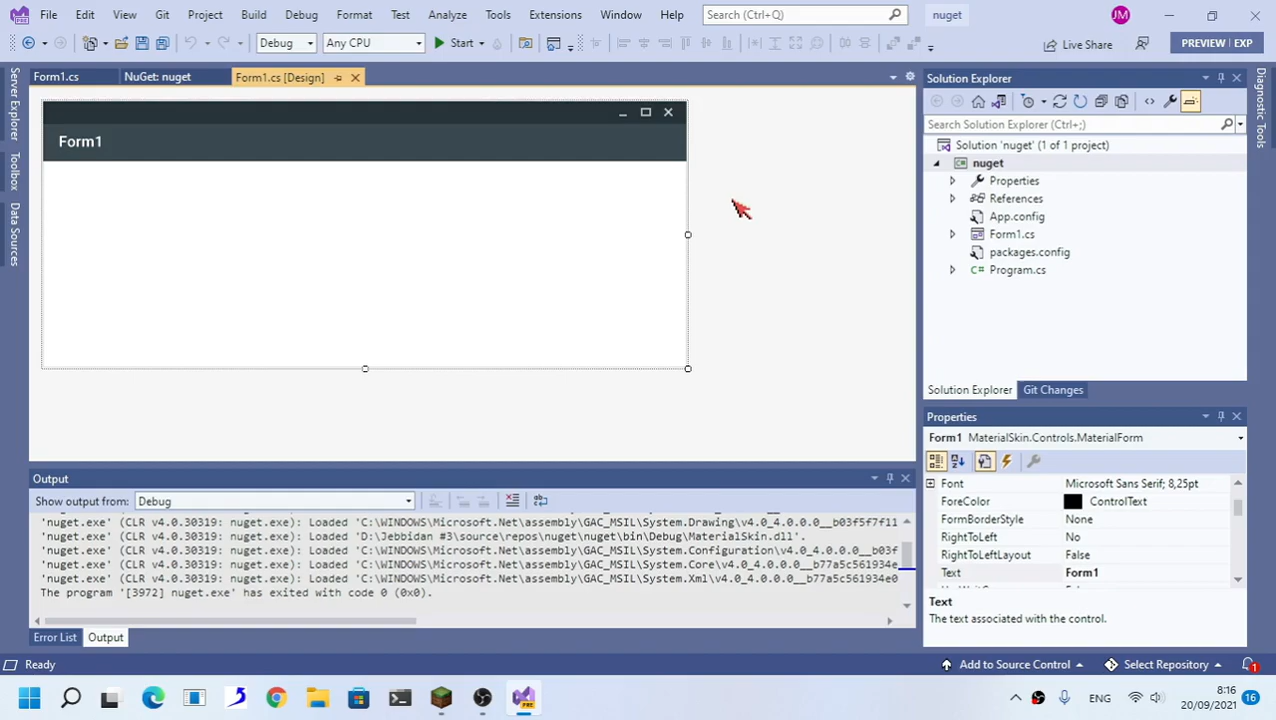 File Edit View Git Project Build Debug Format Test Analyze Tools Extensions Window Help Search (Ctrl+Q) nuget JM
Debug Any CPU Start Live Share PREVIEW | EXP
Server Explorer
Toolbox
Data Sources
Form1.cs NuGet: nuget Form1.cs [Design]
Form1
Output
Show output from: Debug
'nuget.exe' (CLR v4.0.30319: nuget.exe): Loaded 'C:\WINDOWS\Microsoft.Net\assembly\GAC_MSIL\System.Drawing\v4.0_4.0.0.0__b03f5f7f11
'nuget.exe' (CLR v4.0.30319: nuget.exe): Loaded 'D:\Jebbidan #3\source\repos\nuget\nuget\bin\Debug\MaterialSkin.dll'.
'nuget.exe' (CLR v4.0.30319: nuget.exe): Loaded 'C:\WINDOWS\Microsoft.Net\assembly\GAC_MSIL\System.Configuration\v4.0_4.0.0.0__b03f
'nuget.exe' (CLR v4.0.30319: nuget.exe): Loaded 'C:\WINDOWS\Microsoft.Net\assembly\GAC_MSIL\System.Core\v4.0_4.0.0.0__b77a5c561934e
'nuget.exe' (CLR v4.0.30319: nuget.exe): Loaded 'C:\WINDOWS\Microsoft.Net\assembly\GAC_MSIL\System.Xml\v4.0_4.0.0.0__b77a5c561934e0
The program '[3972] nuget.exe' has exited with code 0 (0x0).
Error List Output
Solution Explorer
Search Solution Explorer (Ctrl+;)
Solution 'nuget' (1 of 1 project)
nuget
Properties
References
App.config
Form1.cs
packages.config
Program.cs
Solution Explorer Git Changes
Properties
Form1 MaterialSkin.Controls.MaterialForm
Font Microsoft Sans Serif; 8,25pt
ForeColor ControlText
FormBorderStyle None
RightToLeft No
RightToLeftLayout False
Text Form1
Text
The text associated with the control.
Diagnostic Tools
Ready Add to Source Control Select Repository 1
PRE ENG 8:16 16
20/09/2021